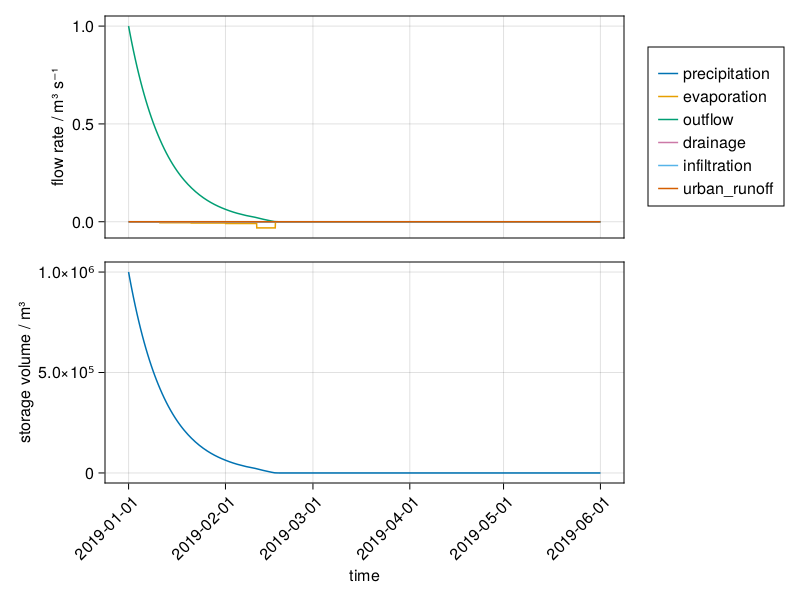 1.0
0.5
0.0
flow rate / m³ s⁻¹
precipitation
evaporation
outflow
drainage
infiltration
urban_runoff
1.0×10⁶
5.0×10⁵
0
storage volume / m³
2019-01-01
2019-02-01
2019-03-01
2019-04-01
2019-05-01
2019-06-01
time